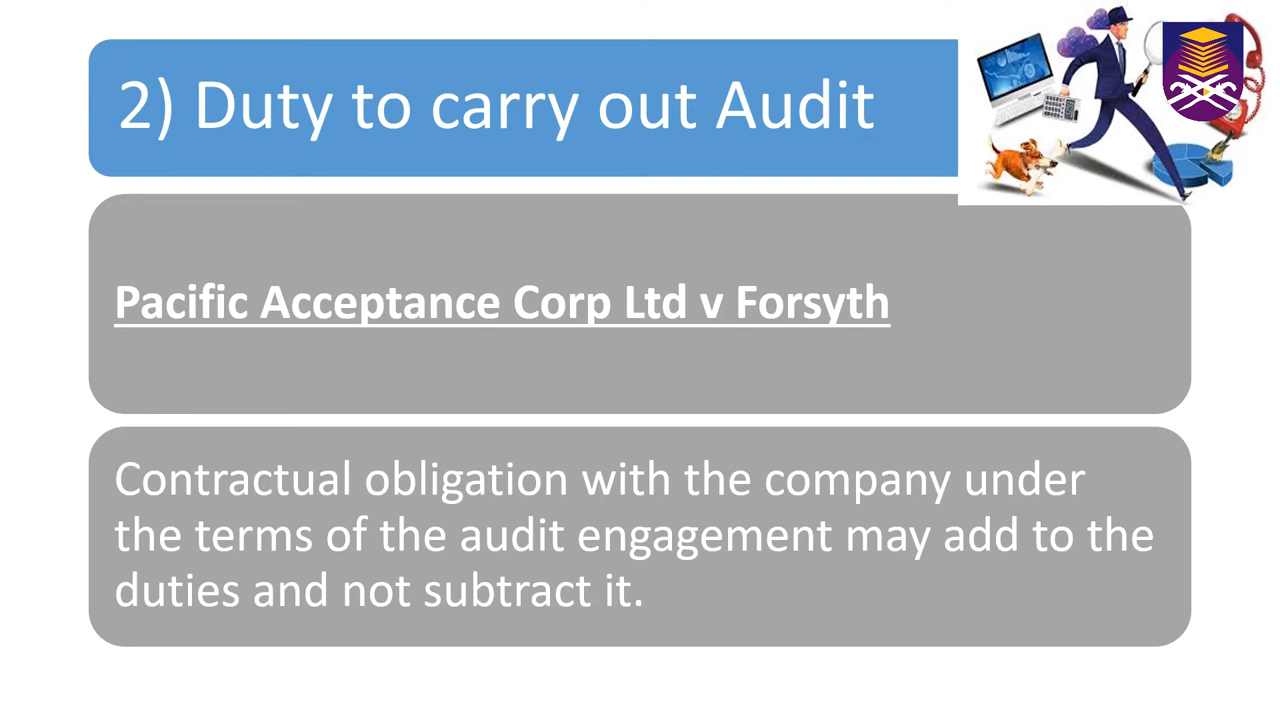 2) Duty to carry out Audit
Pacific Acceptance Corp Ltd v Forsyth
Contractual obligation with the company under
the terms of the audit engagement may add to the
duties and not subtract it.